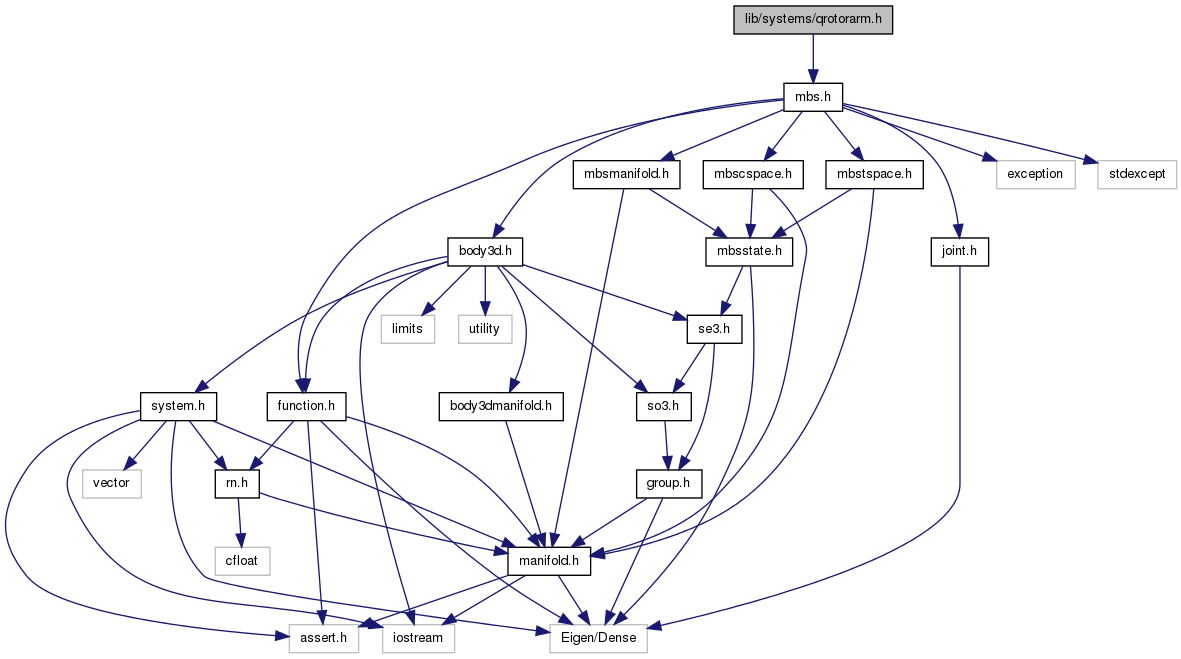 lib/systems/qrotorarm.h
mbs.h
mbsmanifold.h
mbscspace.h
mbstspace.h
exception
stdexcept
body3d.h
mbsstate.h
joint.h
limits
utility
se3.h
system.h
function.h
body3dmanifold.h
so3.h
vector
rn.h
group.h
cfloat
manifold.h
assert.h
iostream
Eigen/Dense